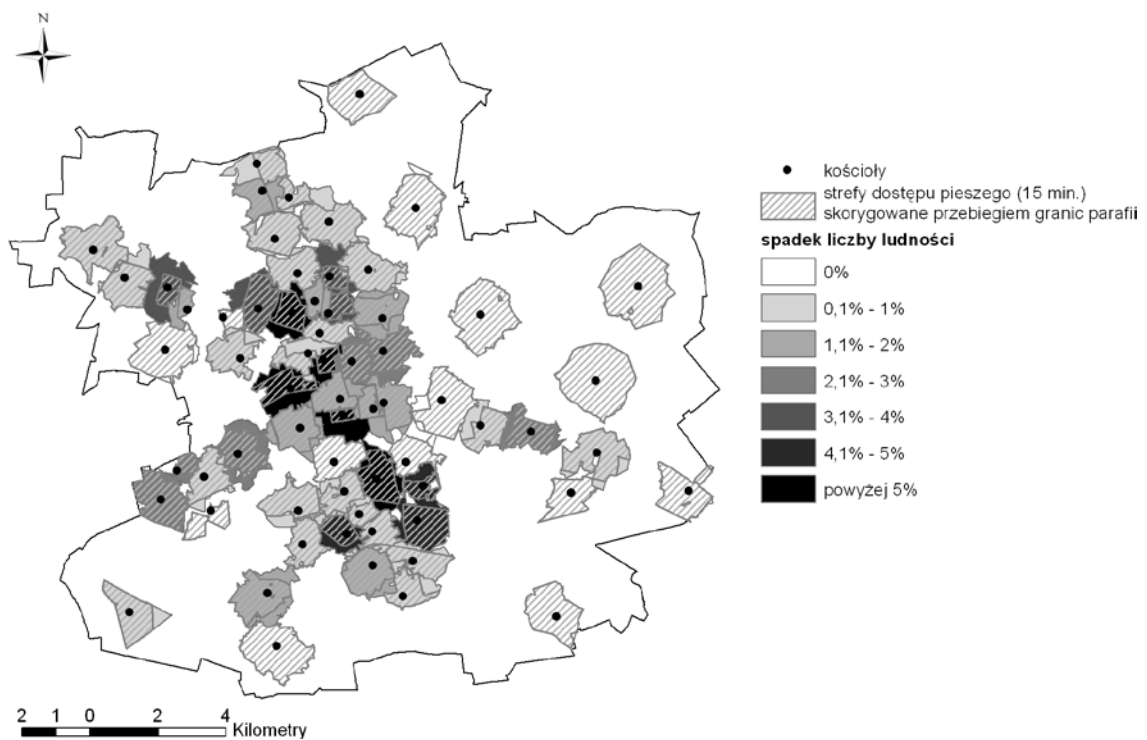 N
kościoły
strefy dostępu pieszego (15 min.)
skorygowane przebiegiem granic parafii
spadek liczby ludności
0%
0,1% - 1%
1,1% - 2%
2,1% - 3%
3,1% - 4%
4,1% - 5%
powyżej 5%
2 1 0 2 4
Kilometry